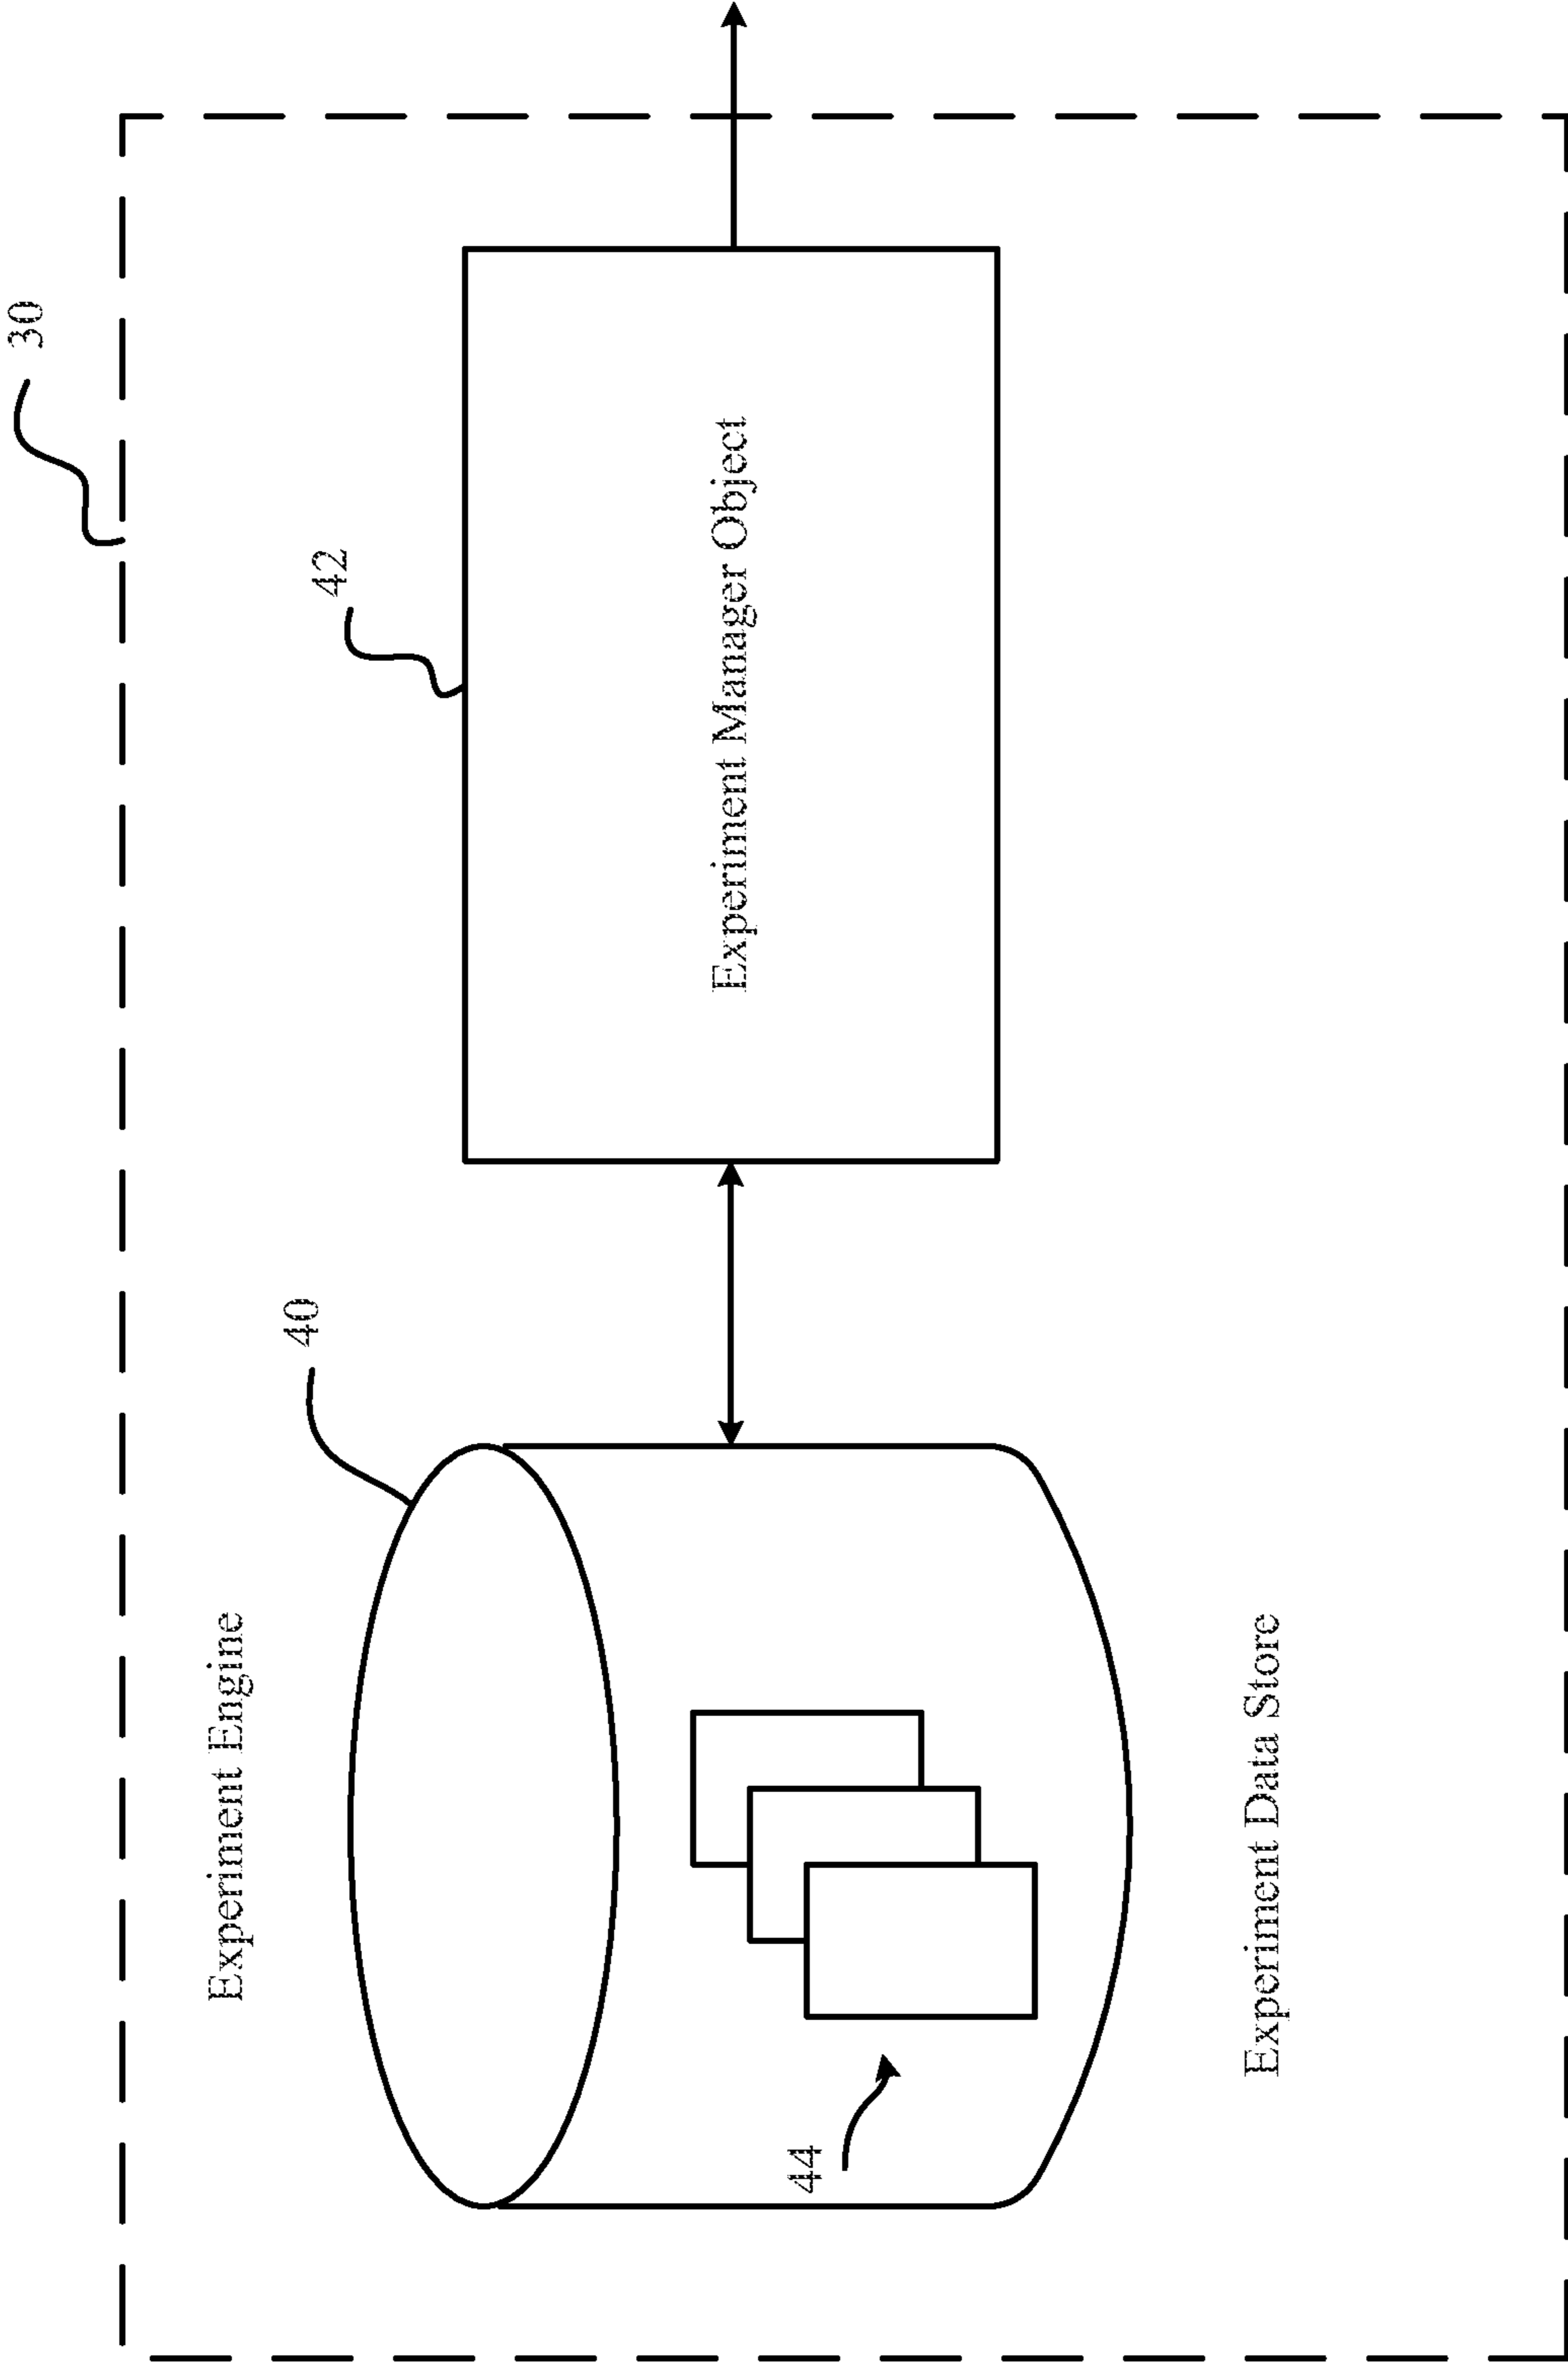 30
Experiment Engine
40
42
Experiment Manager Object
44
Experiment Data Store